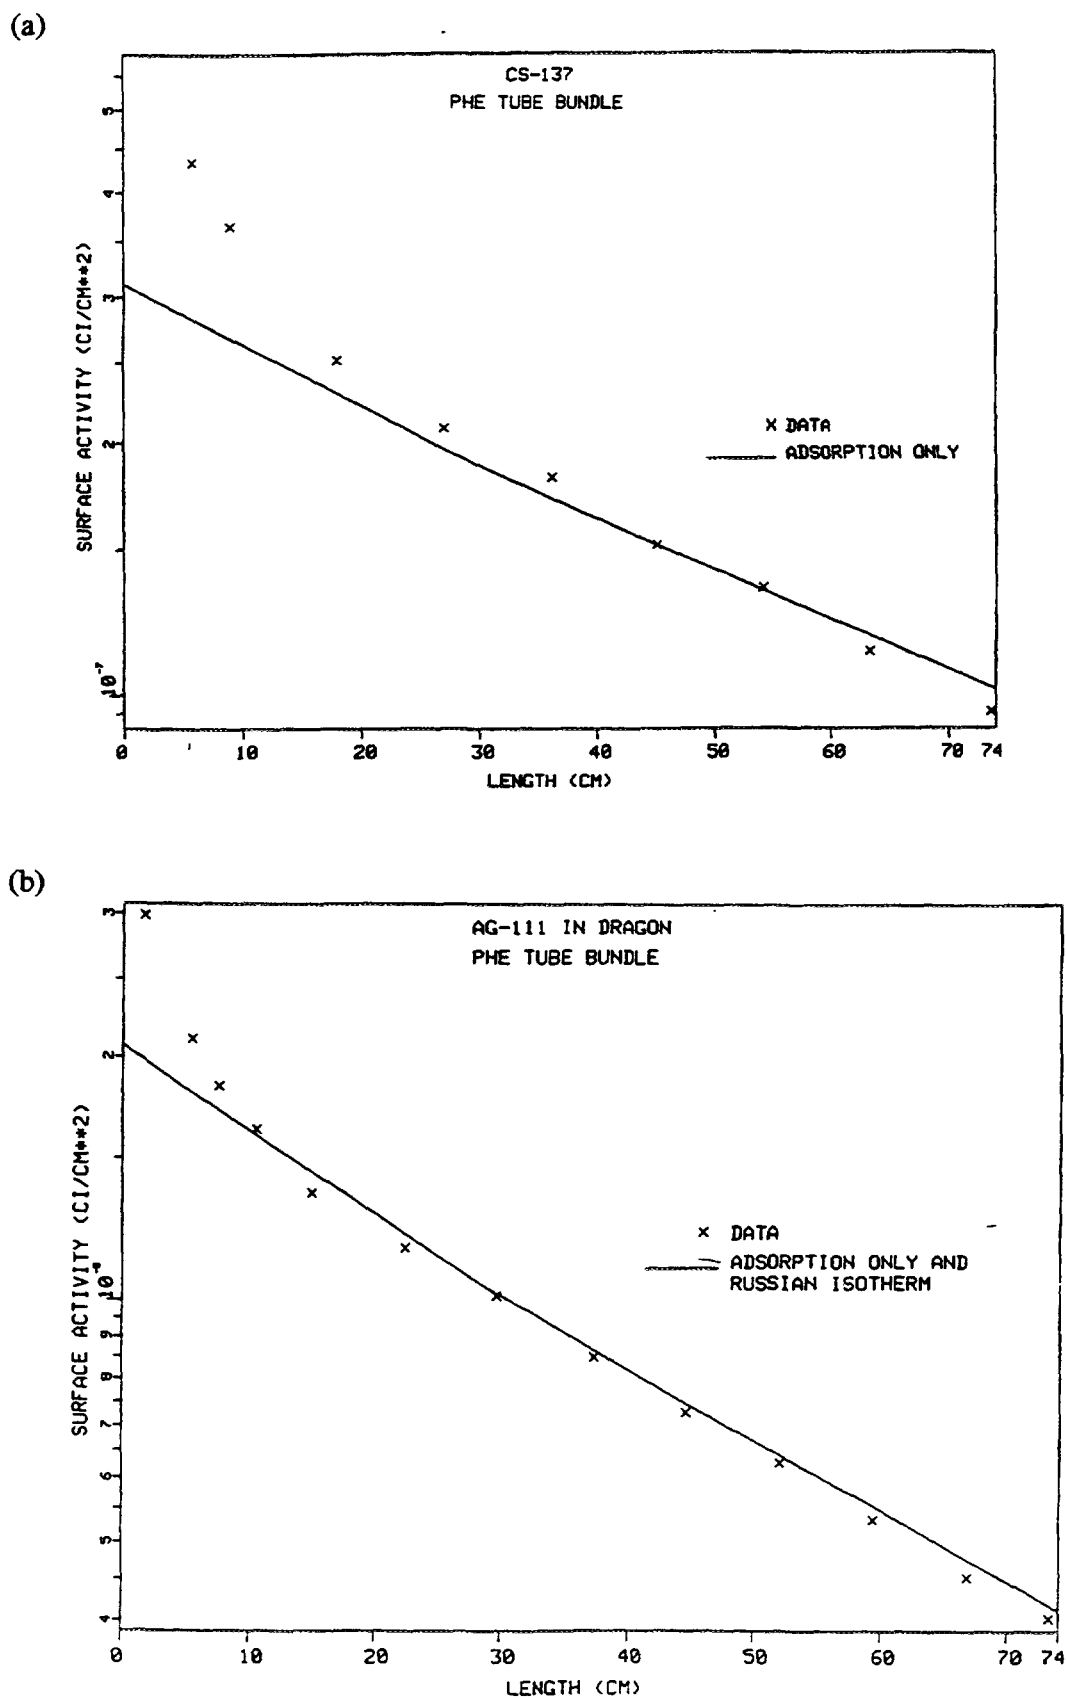 (a)
CS-137
PHE TUBE BUNDLE
5
4
3
2
10⁻⁷
SURFACE ACTIVITY (CI/CM**2)
× DATA
ADSORPTION ONLY
0 10 20 30 40 50 60 70 74
LENGTH (CM)
(b)
AG-111 IN DRAGON
PHE TUBE BUNDLE
3
2
9
8
7
6
5
4
SURFACE ACTIVITY (CI/CM**2)
× DATA
ADSORPTION ONLY AND
RUSSIAN ISOTHERM
0 10 20 30 40 50 60 70 74
LENGTH (CM)